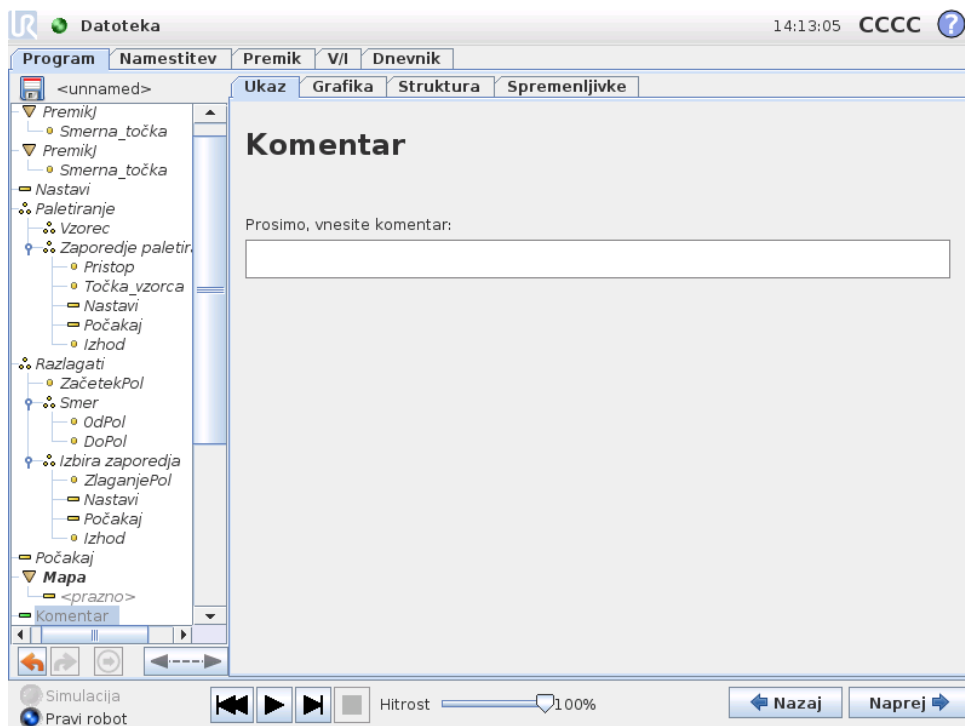 UR Datoteka 14:13:05 CCCC ?
Program Namestitev Premik V/I Dnevnik
<unnamed>
Ukaz Grafika Struktura Spremenljivke
PremikJ
Smerna_točka
PremikJ
Smerna_točka
Nastavi
Paletiranje
Vzorec
Zaporedje paletir
Pristop
Točka_vzorca
Nastavi
Počakaj
Izhod
Razlagati
ZačetekPol
Smer
OdPol
DoPol
Izbira zaporedja
ZlaganjePol
Nastavi
Počakaj
Izhod
Počakaj
Mapa
<prazno>
Komentar
Komentar
Prosimo, vnesite komentar:
Simulacija
Pravi robot
Hitrost 100%
Nazaj Naprej